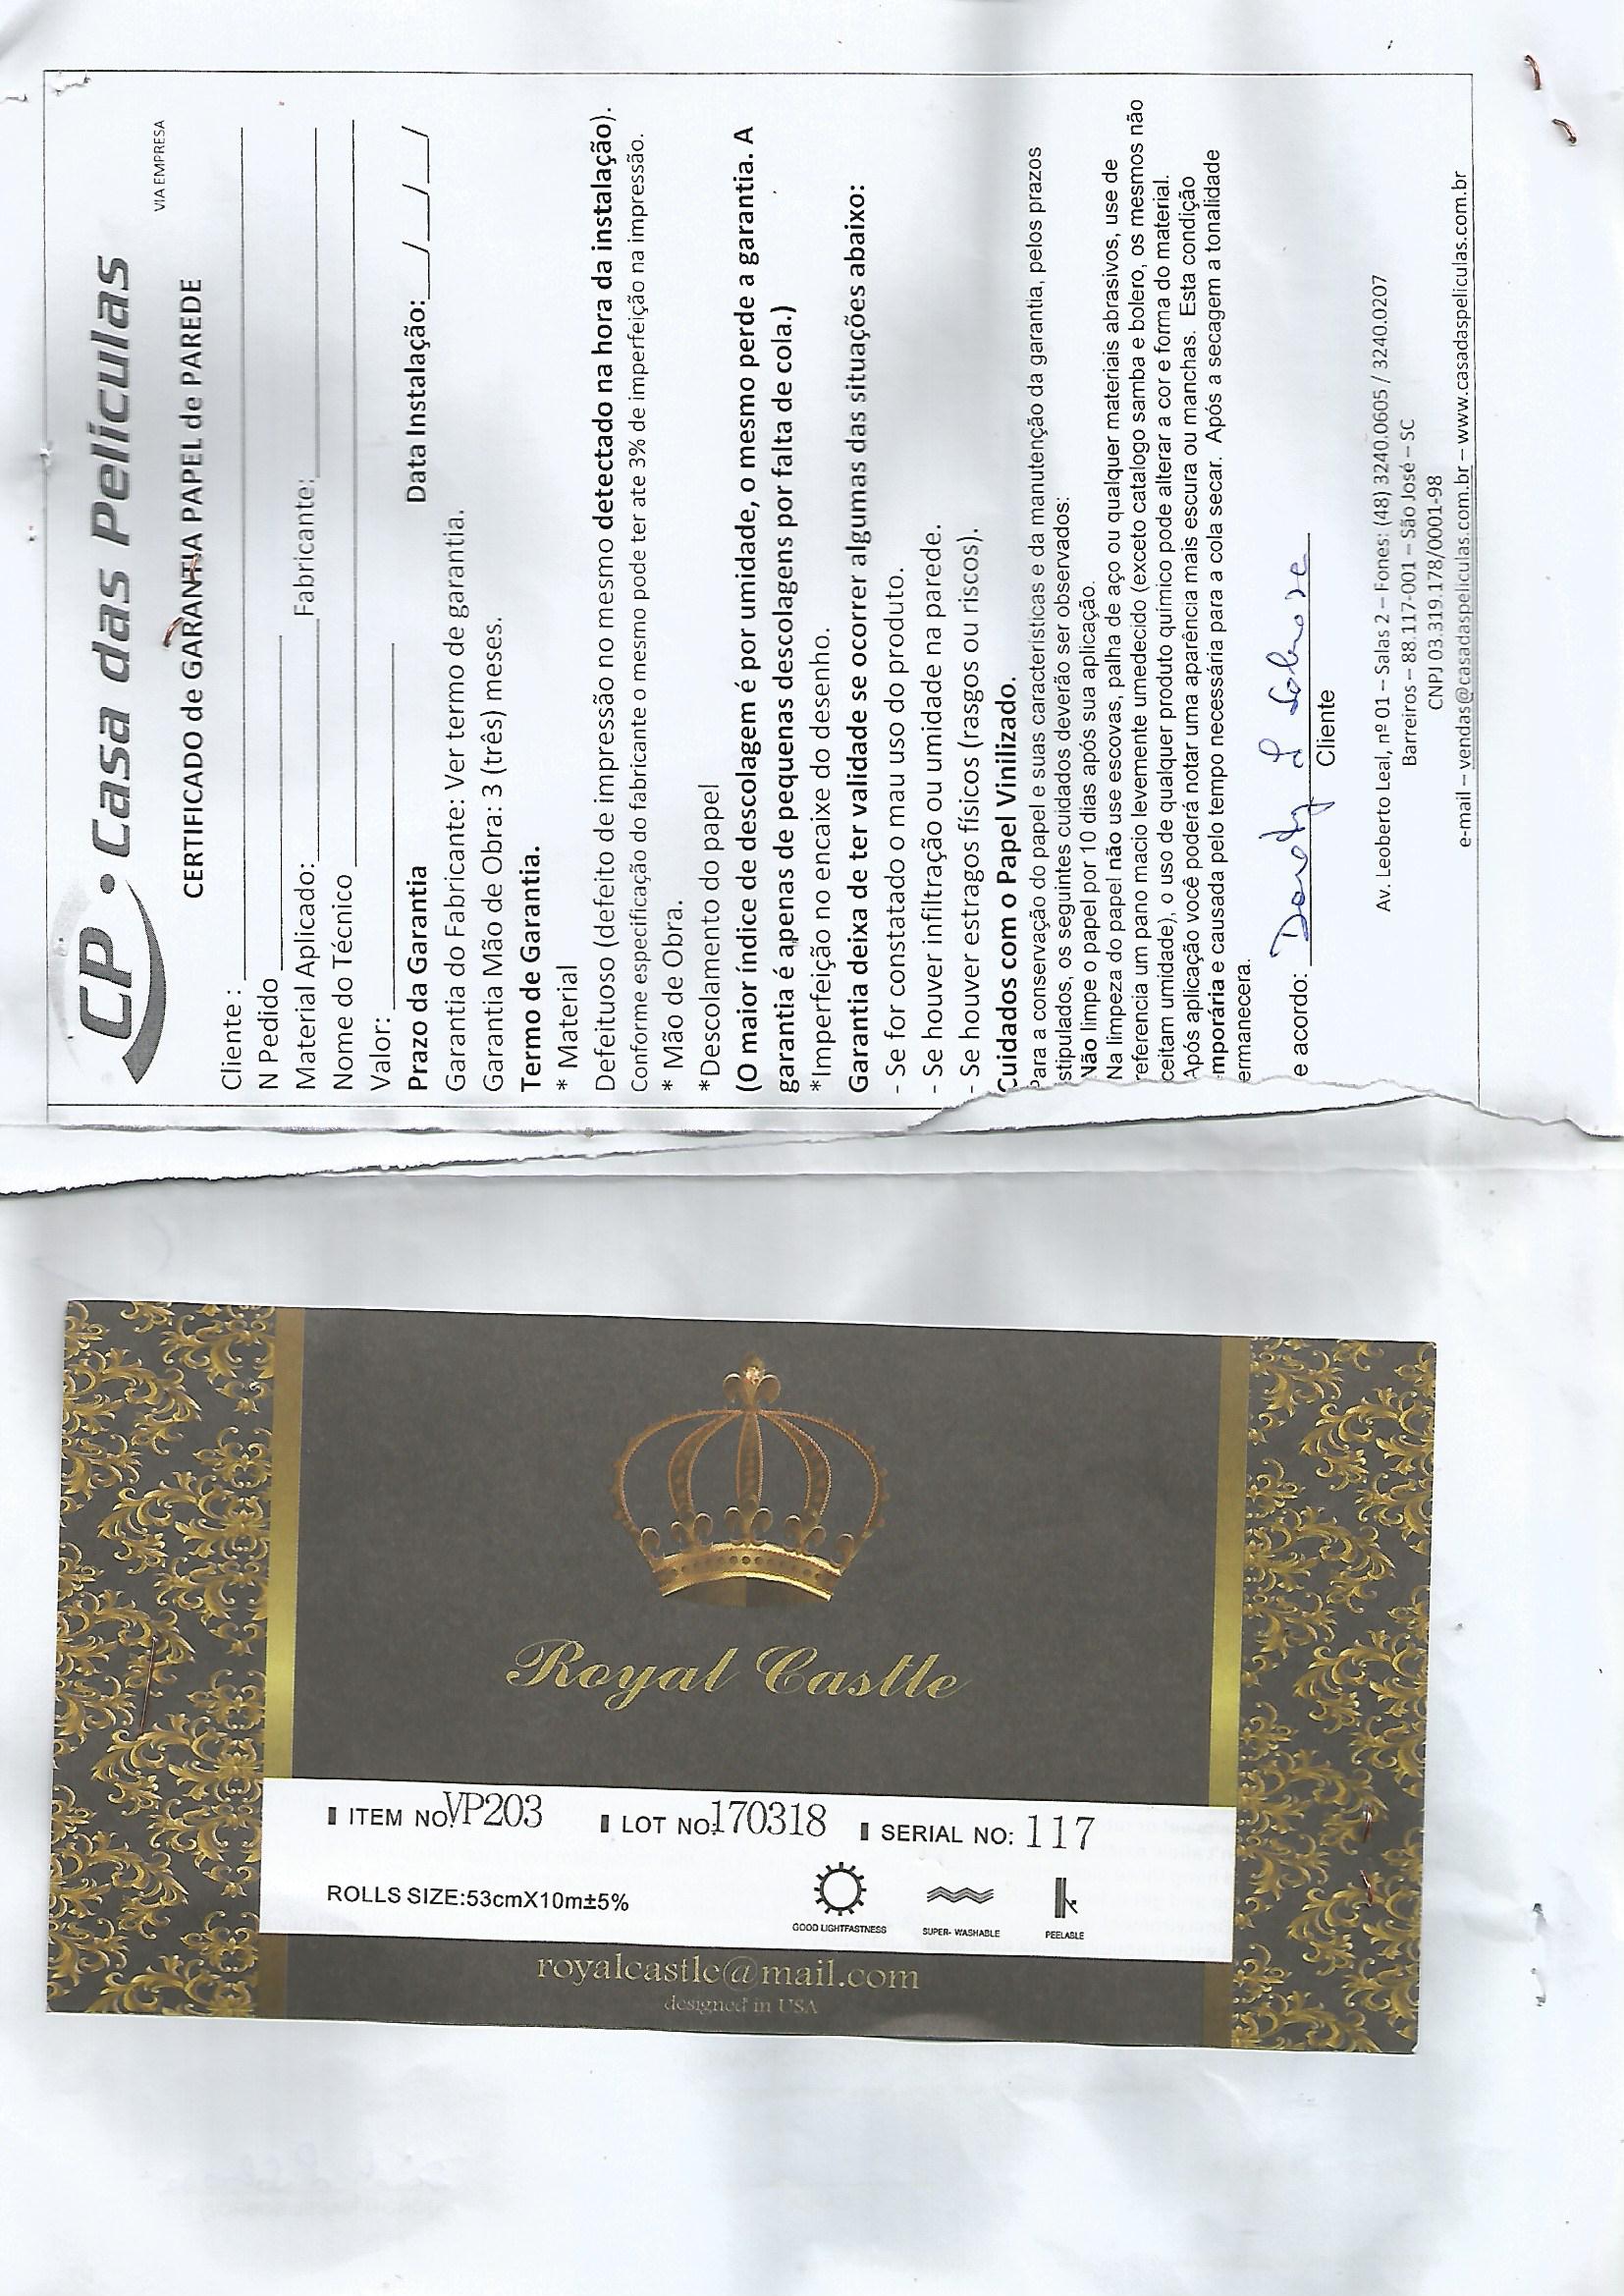 CP • Casa das Películas
VIA EMPRESA
CERTIFICADO de GARANTIA PAPEL de PAREDE
Cliente :
N Pedido
Material Aplicado: Fabricante:
Nome do Técnico
Valor:
Prazo da Garantia Data Instalação: __/__/__/
Garantia do Fabricante: Ver termo de garantia.
Garantia Mão de Obra: 3 (três) meses.
Termo de Garantia.
* Material
Defeituoso (defeito de impressão no mesmo detectado na hora da instalação).
Conforme especificação do fabricante o mesmo pode ter ate 3% de imperfeição na impressão.
* Mão de Obra.
*Descolamento do papel
(O maior índice de descolagem é por umidade, o mesmo perde a garantia. A
garantia é apenas de pequenas descolagens por falta de cola.)
*Imperfeição no encaixe do desenho.
Garantia deixa de ter validade se ocorrer algumas das situações abaixo:
- Se for constatado o mau uso do produto.
- Se houver infiltração ou umidade na parede.
- Se houver estragos físicos (rasgos ou riscos).
Cuidados com o Papel Vinilizado.
Para a conservação do papel e suas características e da manutenção da garantia, pelos prazos
stipulados, os seguintes cuidados deverão ser observados:
Não limpe o papel por 10 dias após sua aplicação.
Na limpeza do papel não use escovas, palha de aço ou qualquer materiais abrasivos, use de
referencia um pano macio levemente umedecido (exceto catalogo samba e bolero, os mesmos não
ceitam umidade), o uso de qualquer produto químico pode alterar a cor e forma do material.
Após aplicação você poderá notar uma aparência mais escura ou manchas. Esta condição
mporária e causada pelo tempo necessária para a cola secar. Após a secagem a tonalidade
ermanecera.
e acordo:
Cliente
Av. Leoberto Leal, nº 01 – Salas 2 – Fones: (48) 3240.0605 / 3240.0207
Barreiros – 88.117-001 – São José – SC
CNPJ 03.319.178/0001-98
e-mail – vendas@casadaspeliculas.com.br – www.casadaspeliculas.com.br
Royal Castle
ITEM NO: VP203 LOT NO: 170318 SERIAL NO: 117
ROLLS SIZE:53cmX10m±5%
GOOD LIGHTFASTNESS SUPER- WASHABLE PEELABLE
royalcastle@mail.com
designed in USA